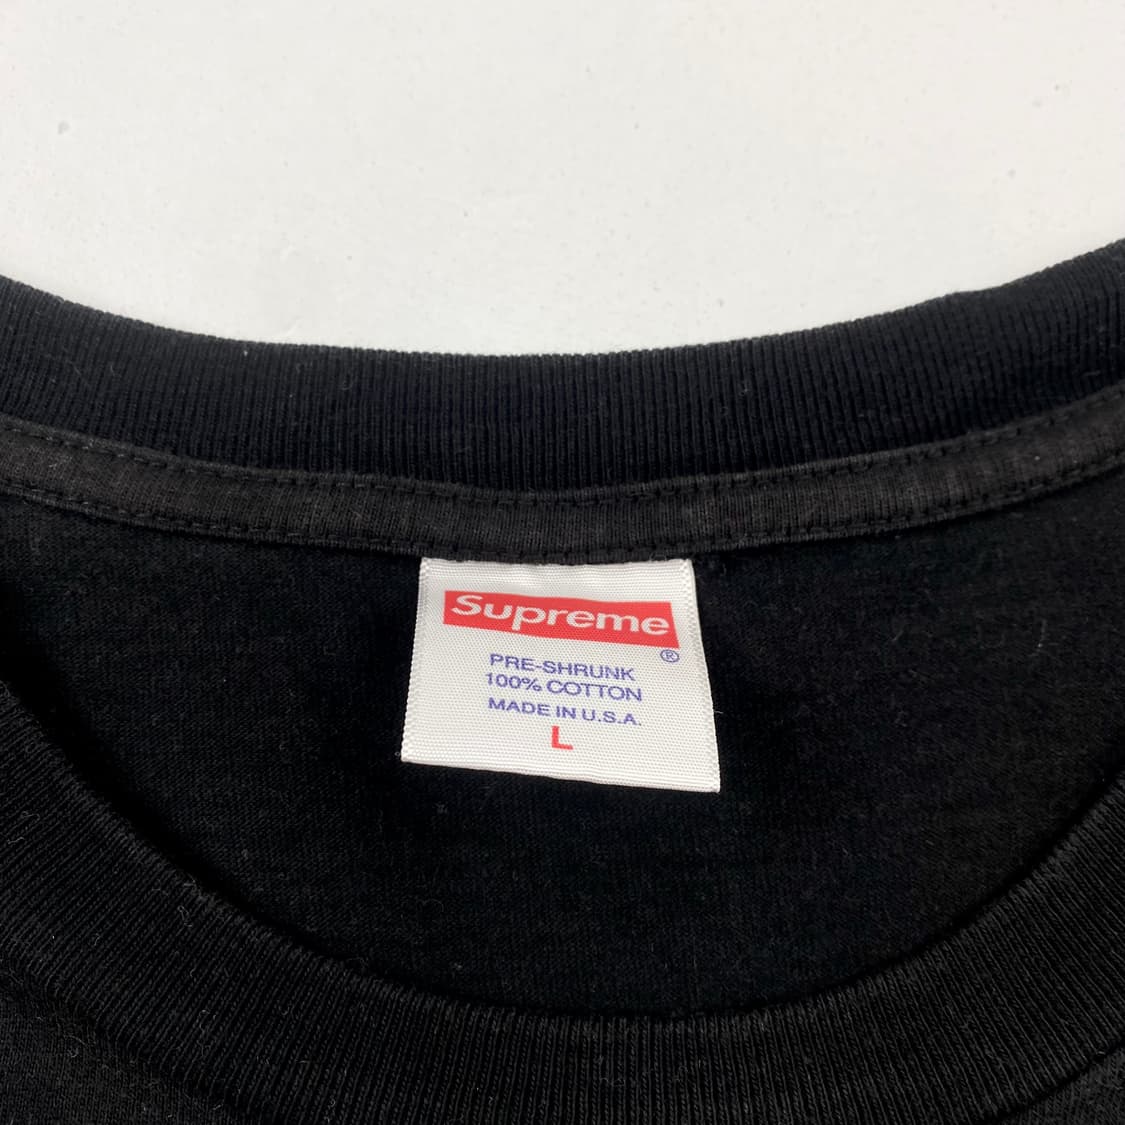 Supreme
®
PRE-SHRUNK
100% COTTON
MADE IN U.S.A.
L